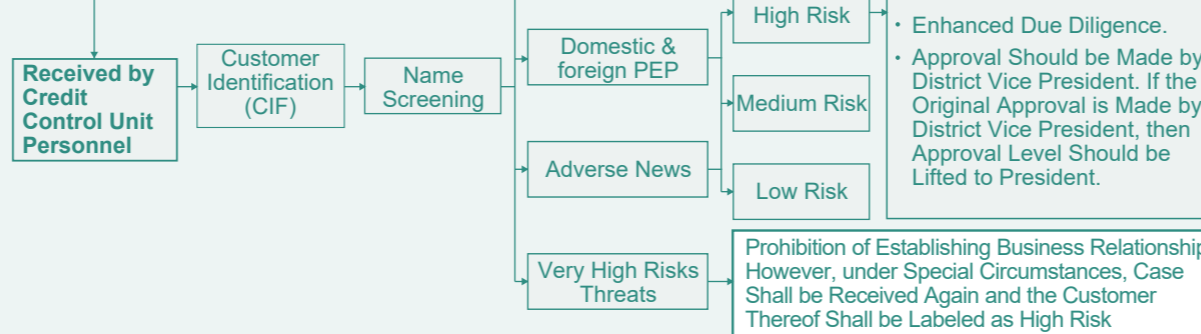 Received by
Credit
Control Unit
Personnel
Customer
Identification
(CIF)
Name
Screening
Domestic &
foreign PEP
Adverse News
Very High Risks
Threats
High Risk
Medium Risk
Low Risk
• Enhanced Due Diligence.
• Approval Should be Made by
District Vice President. If the
Original Approval is Made by
District Vice President, then
Approval Level Should be
Lifted to President.
Prohibition of Establishing Business Relationship
However, under Special Circumstances, Case
Shall be Received Again and the Customer
Thereof Shall be Labeled as High Risk